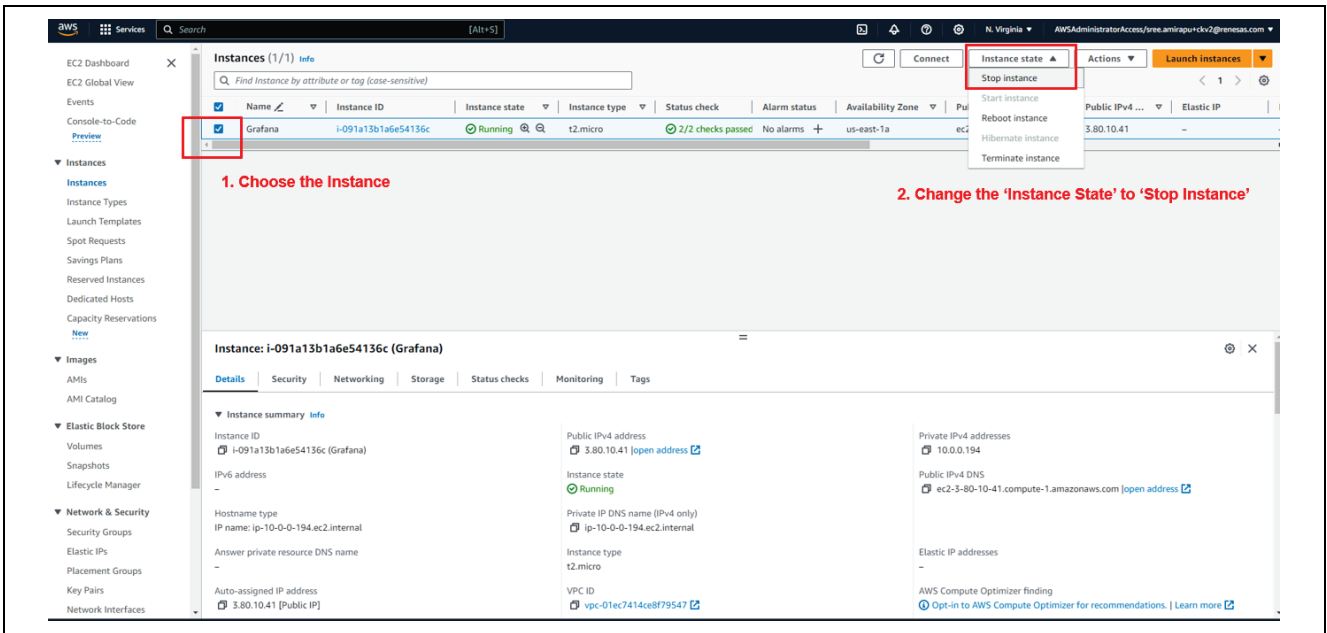 aws Services Search [Alt+S] N. Virginia ▼ AWSAdministratorAccess/sree.amirapu+ckv2@renesas.com ▼
EC2 Dashboard
EC2 Global View
Events
Console-to-Code
Preview
▼ Instances
Instances
Instance Types
Launch Templates
Spot Requests
Savings Plans
Reserved Instances
Dedicated Hosts
Capacity Reservations
New
▼ Images
AMIs
AMI Catalog
▼ Elastic Block Store
Volumes
Snapshots
Lifecycle Manager
▼ Network & Security
Security Groups
Elastic IPs
Placement Groups
Key Pairs
Network Interfaces
Instances (1/1) Info
Connect Instance state ▲ Actions ▼ Launch instances ▼
Find Instance by attribute or tag (case-sensitive)
< 1 >
Name Instance ID Instance state Instance type Status check Alarm status Availability Zone Pu Public IPv4 ... Elastic IP
Grafana i-091a13b1a6e54136c Running t2.micro 2/2 checks passed No alarms + us-east-1a ec2 3.80.10.41 –
Stop instance
Start instance
Reboot instance
Hibernate instance
Terminate instance
1. Choose the Instance
2. Change the ‘Instance State’ to ‘Stop Instance’
Instance: i-091a13b1a6e54136c (Grafana)
Details Security Networking Storage Status checks Monitoring Tags
▼ Instance summary Info
Instance ID Public IPv4 address Private IPv4 addresses
i-091a13b1a6e54136c (Grafana) 3.80.10.41 |open address 10.0.0.194
IPv6 address Instance state Public IPv4 DNS
– Running ec2-3-80-10-41.compute-1.amazonaws.com |open address
Hostname type Private IP DNS name (IPv4 only)
IP name: ip-10-0-0-194.ec2.internal ip-10-0-0-194.ec2.internal
Answer private resource DNS name Instance type Elastic IP addresses
– t2.micro –
Auto-assigned IP address VPC ID AWS Compute Optimizer finding
3.80.10.41 [Public IP] vpc-01ec7414ce8f79547 Opt-in to AWS Compute Optimizer for recommendations. | Learn more